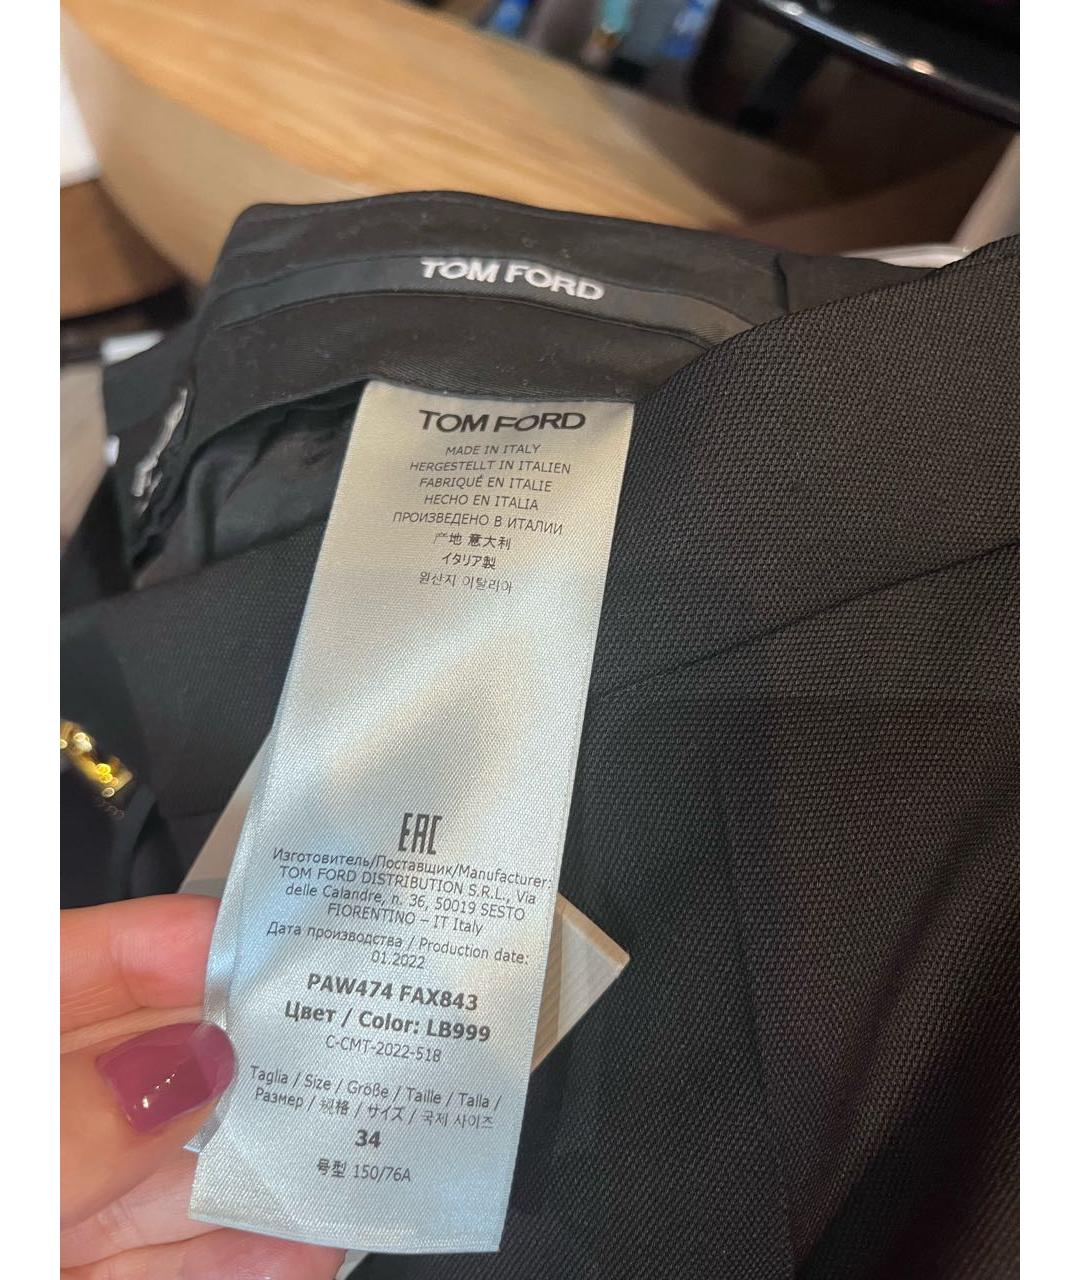 TOM FORD
TOM FORD
MADE IN ITALY
HERGESTELLT IN ITALIEN
FABRIQUÉ EN ITALIE
HECHO EN ITALIA
ПРОИЗВЕДЕНО В ИТАЛИИ
产地 意大利
イタリア製
원산지 이탈리아
EAC
Изготовитель/Поставщик/Manufacturer:
TOM FORD DISTRIBUTION S.R.L., Via
delle Calandre, n. 36, 50019 SESTO
FIORENTINO – IT Italy
Дата производства / Production date:
01.2022
PAW474 FAX843
Цвет / Color: LB999
C-CMT-2022-518
Taglia / Size / Größe / Taille / Talla /
Размер / 规格 / サイズ / 국제 사이즈
34
号型 150/76A